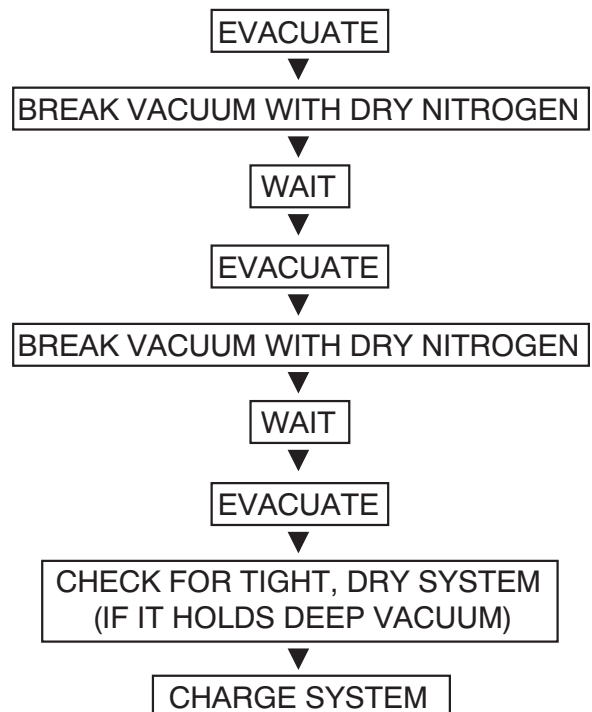 EVACUATE
BREAK VACUUM WITH DRY NITROGEN
WAIT
EVACUATE
BREAK VACUUM WITH DRY NITROGEN
WAIT
EVACUATE
CHECK FOR TIGHT, DRY SYSTEM
(IF IT HOLDS DEEP VACUUM)
CHARGE SYSTEM